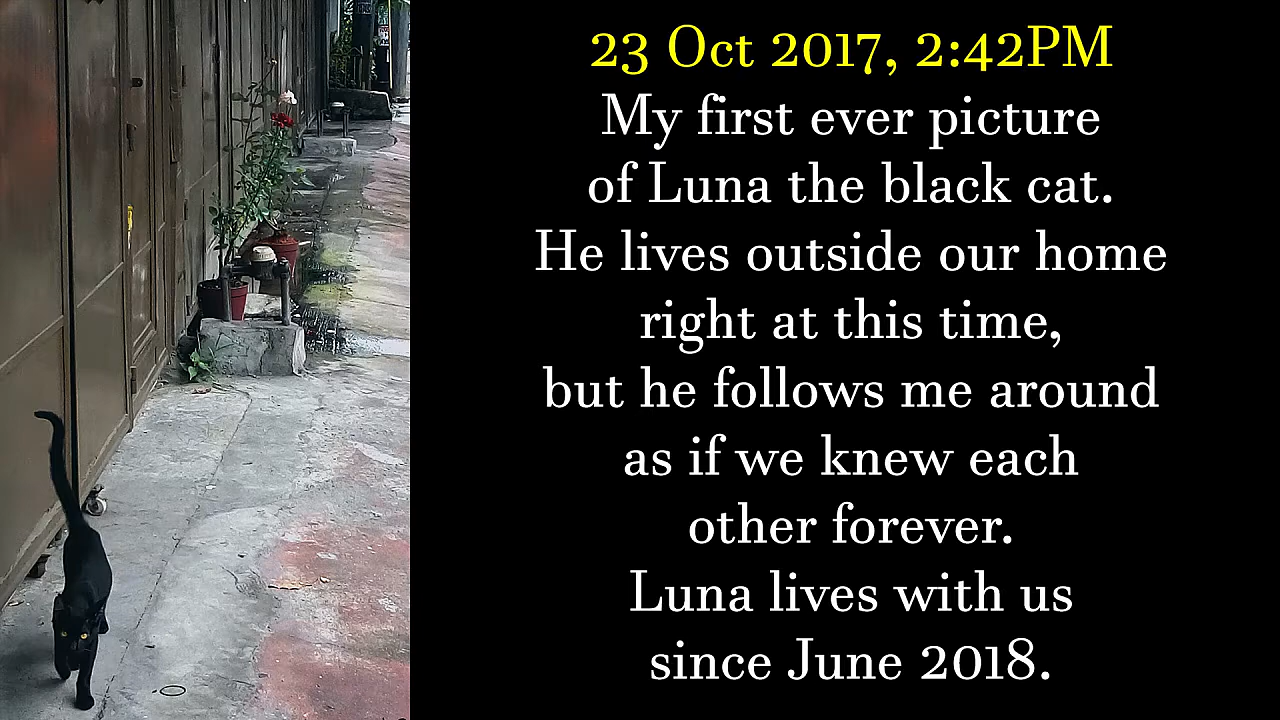 23 Oct 2017, 2:42PM
My first ever picture
of Luna the black cat.
He lives outside our home
right at this time,
but he follows me around
as if we knew each
other forever.
Luna lives with us
since June 2018.